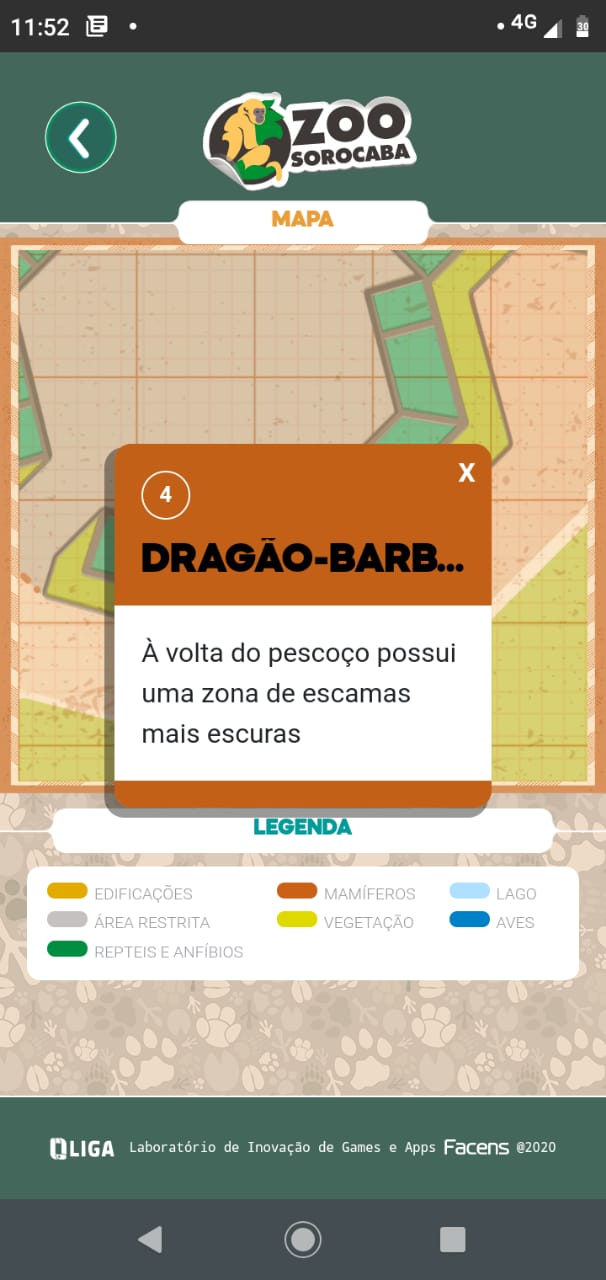 11:52
4G
30
ZOO
SOROCABA
MAPA
X
4
DRAGÃO-BARB...
À volta do pescoço possui
uma zona de escamas
mais escuras
LEGENDA
EDIFICAÇÕES MAMÍFEROS LAGO
ÁREA RESTRITA VEGETAÇÃO AVES
REPTEIS E ANFÍBIOS
LIGA Laboratório de Inovação de Games e Apps Facens @2020